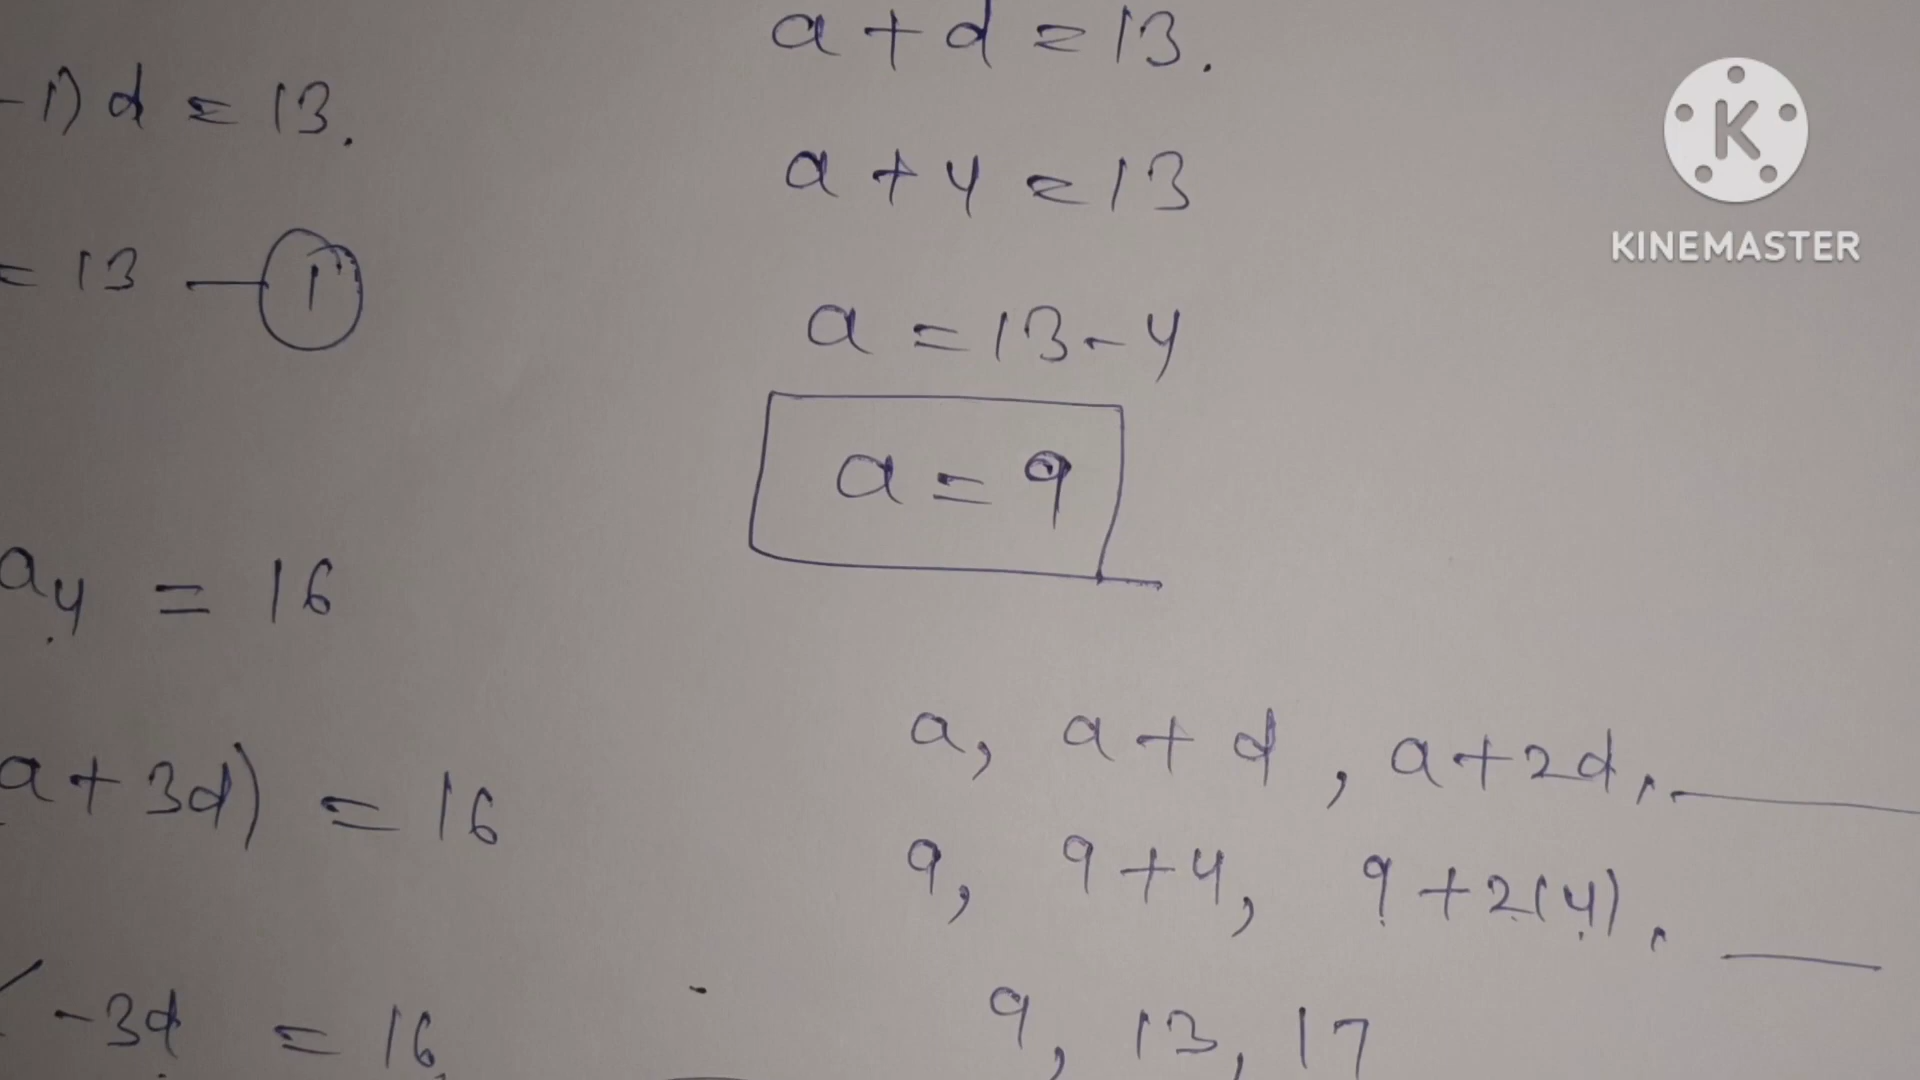 -1) d = 13.
= 13 — 1
a4 = 16
a + 3d) = 16
-3d = 16
a + d = 13.
a + 4 = 13
a = 13 - 4
a = 9
a, a + d, a + 2d, —
9, 9 + 4, 9 + 2(4), —
9, 13, 17
K
KINEMASTER